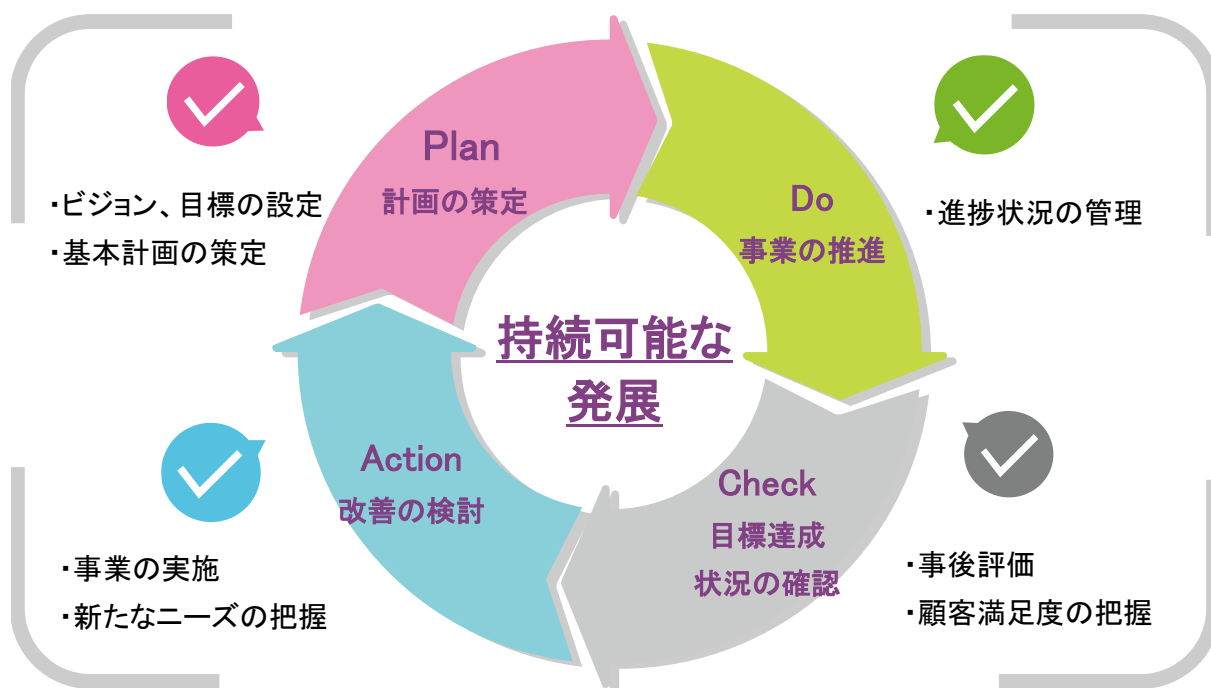 Plan
計画の策定
・ビジョン、目標の設定
・基本計画の策定
Do
事業の推進
・進捗状況の管理
持続可能な
発展
Action
改善の検討
・事業の実施
・新たなニーズの把握
Check
目標達成
状況の確認
・事後評価
・顧客満足度の把握